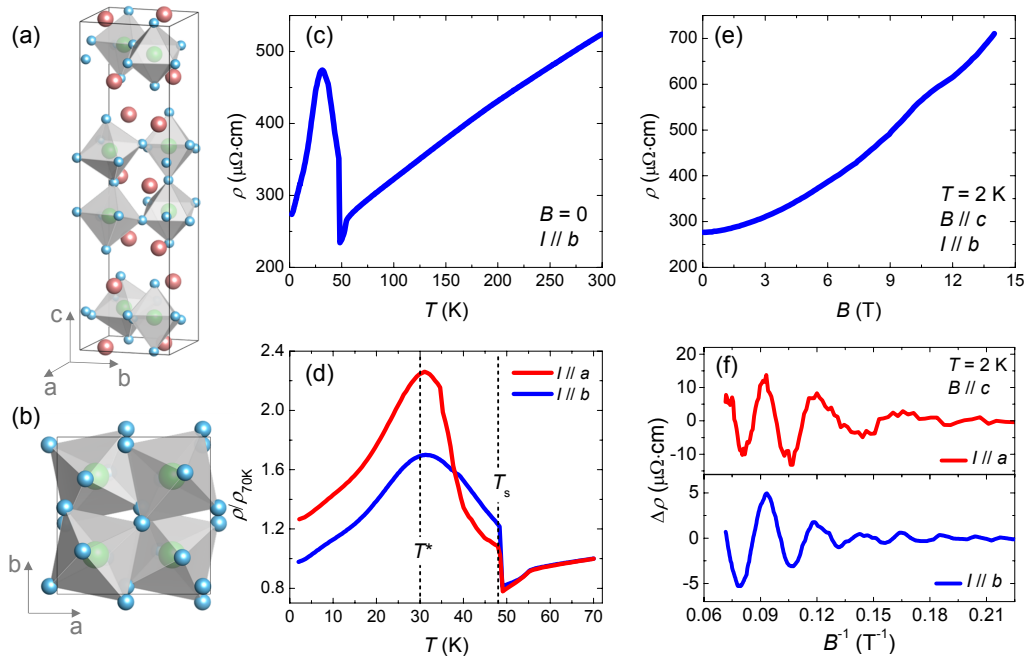 (a)
c
a
b
(b)
b
a
(c)
500
400
300
200
ρ (μΩ·cm)
0 50 100 150 200 250 300
T (K)
B = 0
I // b
(d)
2.4
2.0
1.6
1.2
0.8
ρ/ρ70K
0 10 20 30 40 50 60 70
T (K)
I // a
I // b
T*
Ts
(e)
700
600
500
400
300
200
ρ (μΩ·cm)
0 3 6 9 12 15
B (T)
T = 2 K
B // c
I // b
(f)
20
10
0
-10
T = 2 K
B // c
I // a
Δρ (μΩ·cm)
5
0
-5
I // b
0.06 0.09 0.12 0.15 0.18 0.21
B-1 (T-1)